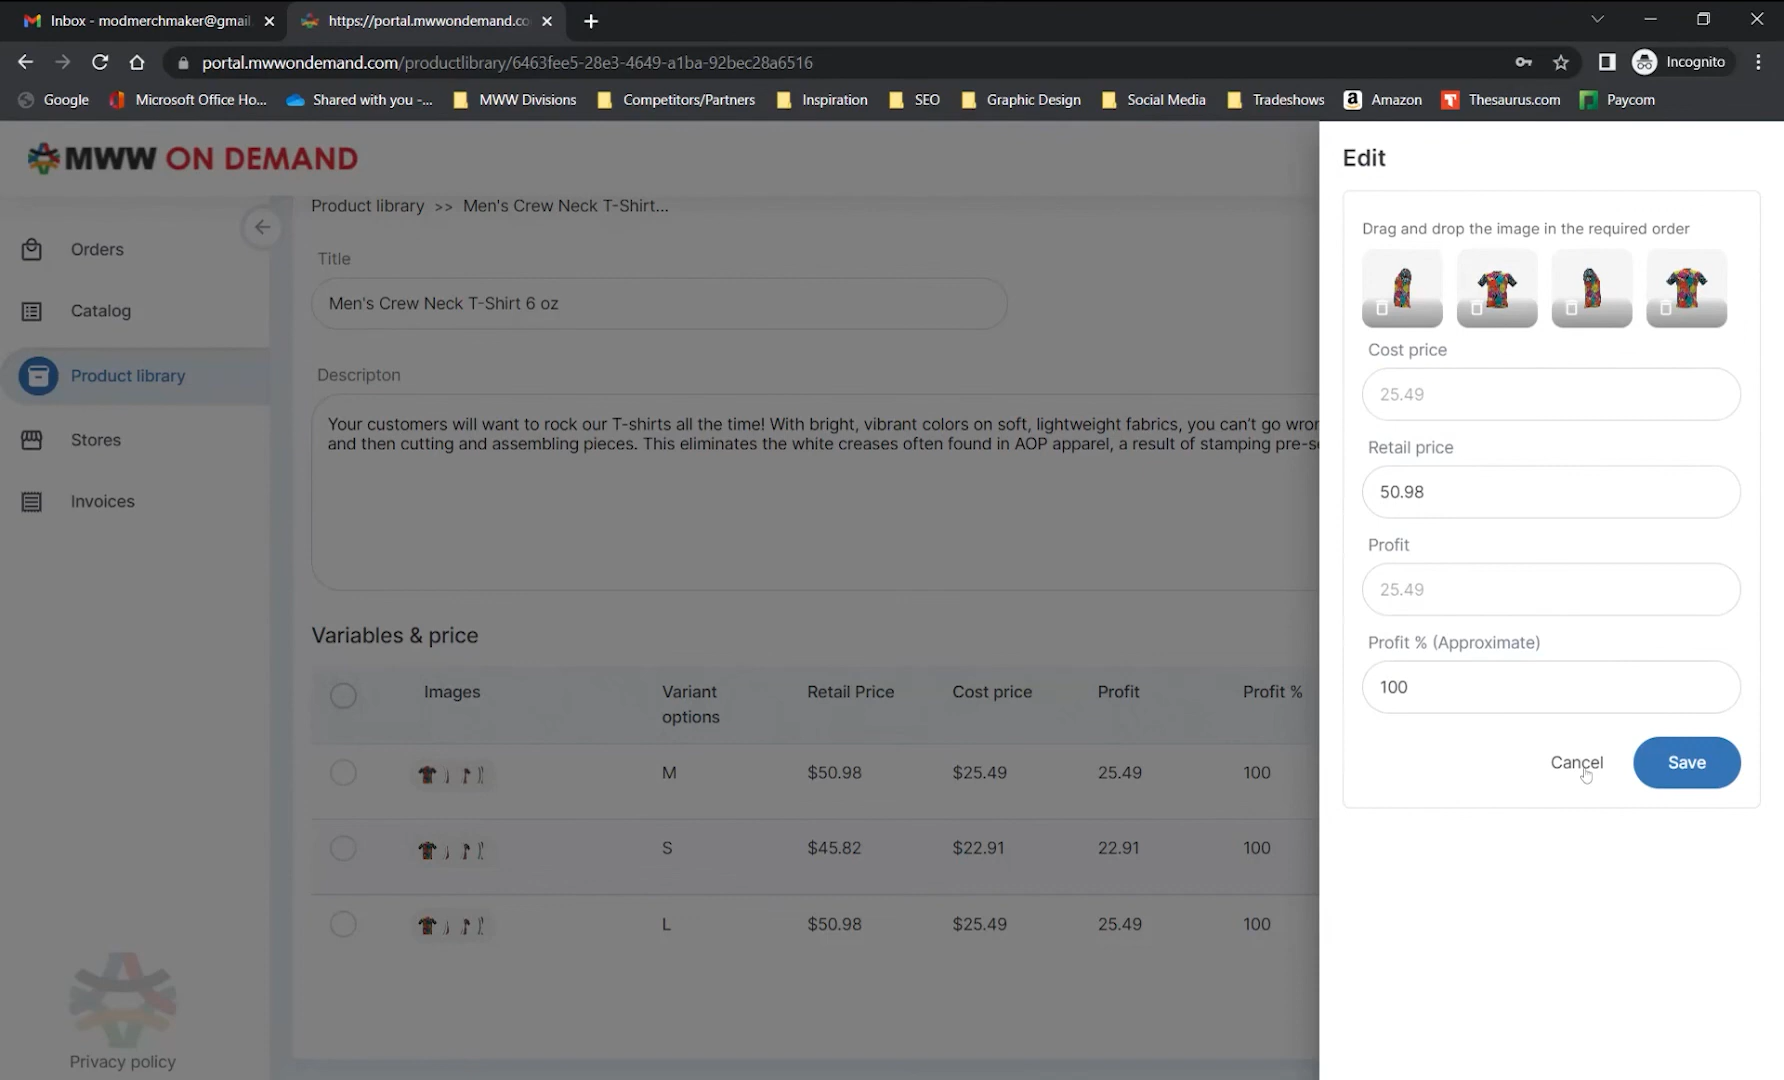 Inbox - modmerchmaker@gmail.
https://portal.mwwondemand.co
portal.mwwondemand.com/productlibrary/6463fee5-28e3-4649-a1ba-92bec28a6516
Incognito
Google
Microsoft Office Ho...
Shared with you -...
MWW Divisions
Competitors/Partners
Inspiration
SEO
Graphic Design
Social Media
Tradeshows
Amazon
Thesaurus.com
Paycom
MWW ON DEMAND
Orders
Catalog
Product library
Stores
Invoices
Privacy policy
Product library >> Men's Crew Neck T-Shirt...
Title
Men's Crew Neck T-Shirt 6 oz
Descripton
Your customers will want to rock our T-shirts all the time! With bright, vibrant colors on soft, lightweight fabrics, you can't go wro
and then cutting and assembling pieces. This eliminates the white creases often found in AOP apparel, a result of stamping pre-s
Variables & price
Images
Variant options
Retail Price
Cost price
Profit
Profit %
M $50.98 $25.49 25.49 100
S $45.82 $22.91 22.91 100
L $50.98 $25.49 25.49 100
Edit
Drag and drop the image in the required order
Cost price
25.49
Retail price
50.98
Profit
25.49
Profit % (Approximate)
100
Cancel
Save